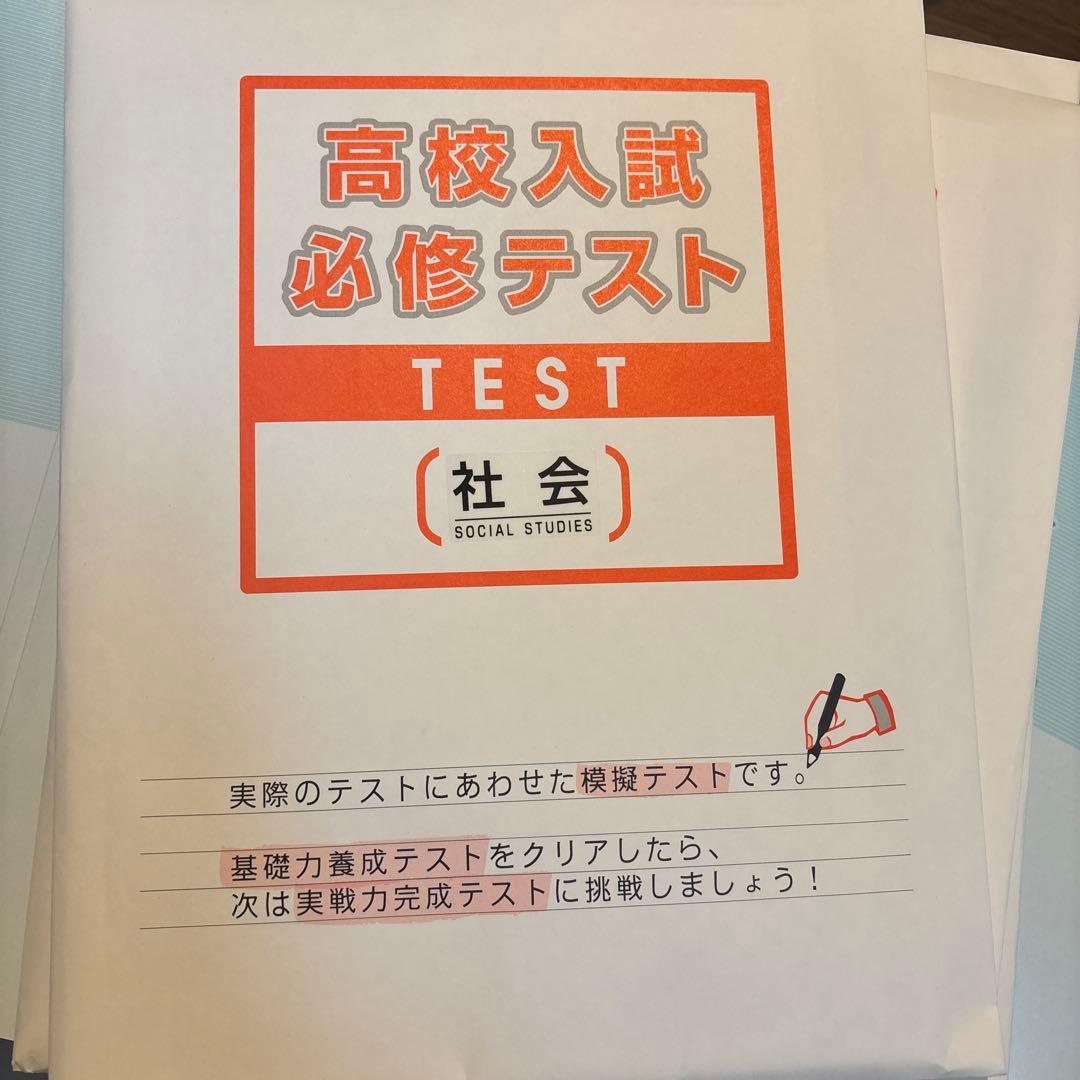 高校入試
必修テスト
TEST
社会
SOCIAL STUDIES
実際のテストにあわせた模擬テストです。
基礎力養成テストをクリアしたら、
次は実戦力完成テストに挑戦しましょう!